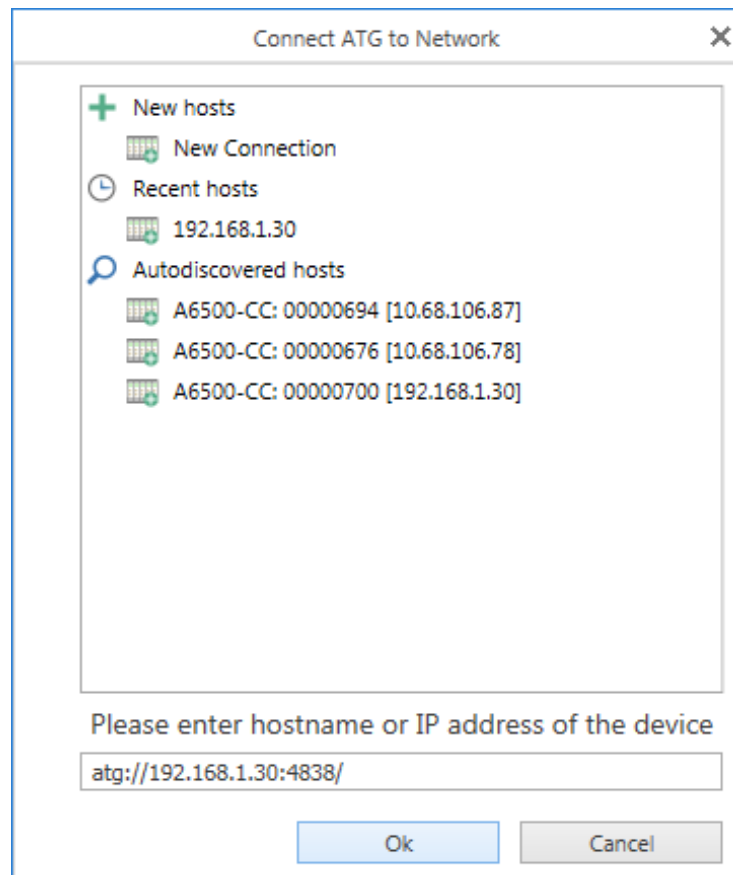 Connect ATG to Network
New hosts
New Connection
Recent hosts
192.168.1.30
Autodiscovered hosts
A6500-CC: 00000694 [10.68.106.87]
A6500-CC: 00000676 [10.68.106.78]
A6500-CC: 00000700 [192.168.1.30]
Please enter hostname or IP address of the device
atg://192.168.1.30:4838/
Ok Cancel